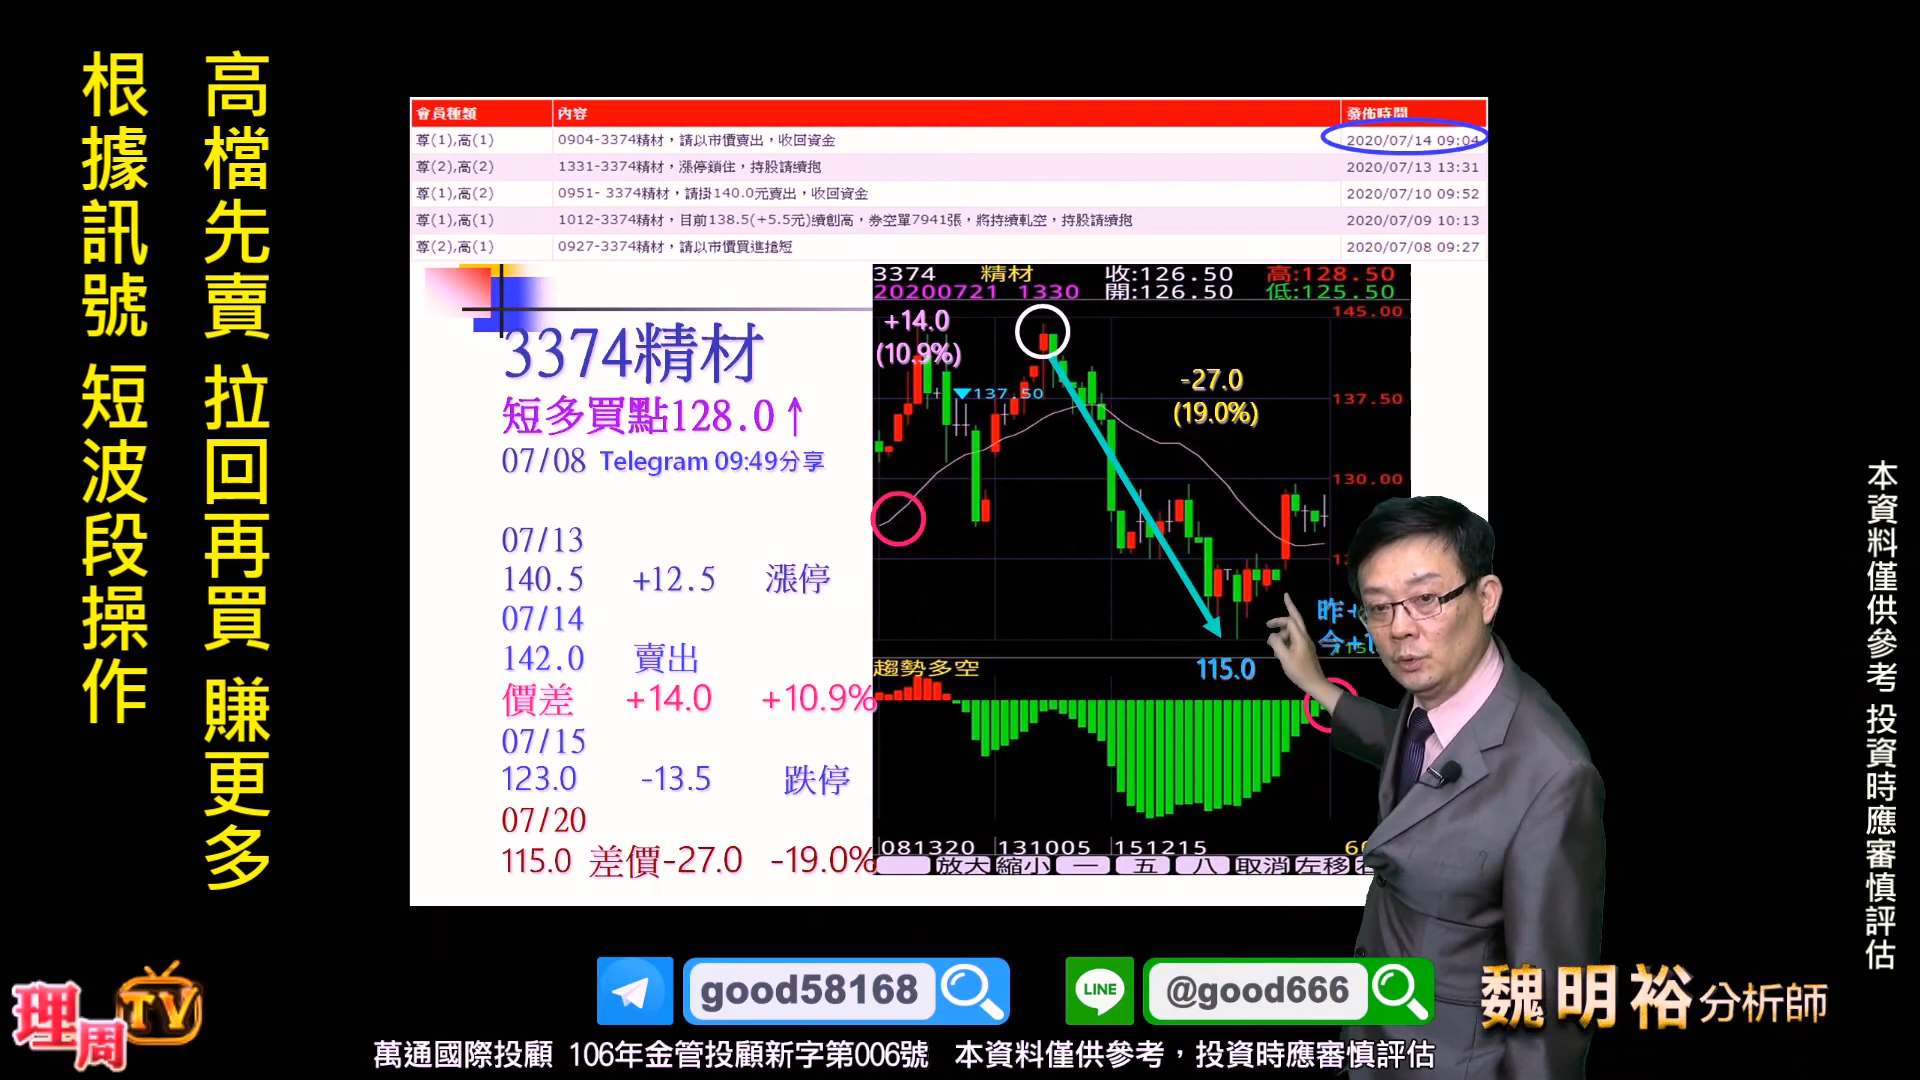 高檔先賣 拉回再買 賺更多
根據訊號 短波段操作
會員種類 內容 發佈時間
尊(1),高(1) 0904-3374精材，請以市價賣出，收回資金 2020/07/14 09:04
尊(2),高(2) 1331-3374精材，漲停鎖住，持股請續抱 2020/07/13 13:31
尊(1),高(2) 0951- 3374精材，請掛140.0元賣出，收回資金 2020/07/10 09:52
尊(1),高(1) 1012-3374精材，目前138.5(+5.5元)續創高，券空單7941張，將持續軋空，持股請續抱 2020/07/09 10:13
尊(2),高(1) 0927-3374精材，請以市價買進搶短 2020/07/08 09:27
3374精材
短多買點128.0↑
07/08 Telegram 09:49分享
07/13
140.5 +12.5 漲停
07/14
142.0 賣出
價差 +14.0 +10.9%
07/15
123.0 -13.5 跌停
07/20
115.0 差價-27.0 -19.0%
3374 精材 收:126.50 高:128.50
20200721 1330 開:126.50 低:125.50
145.00
+14.0
(10.9%)
-27.0
(19.0%)
137.50
137.50
130.00
昨+
今+
115.0
趨勢多空
081320 131005 151215
放大 縮小 一 五 八 取消 左移
本資料僅供參考 投資時應審慎評估
理周TV
good58168
LINE
@good666
魏明裕分析師
萬通國際投顧 106年金管投顧新字第006號 本資料僅供參考，投資時應審慎評估